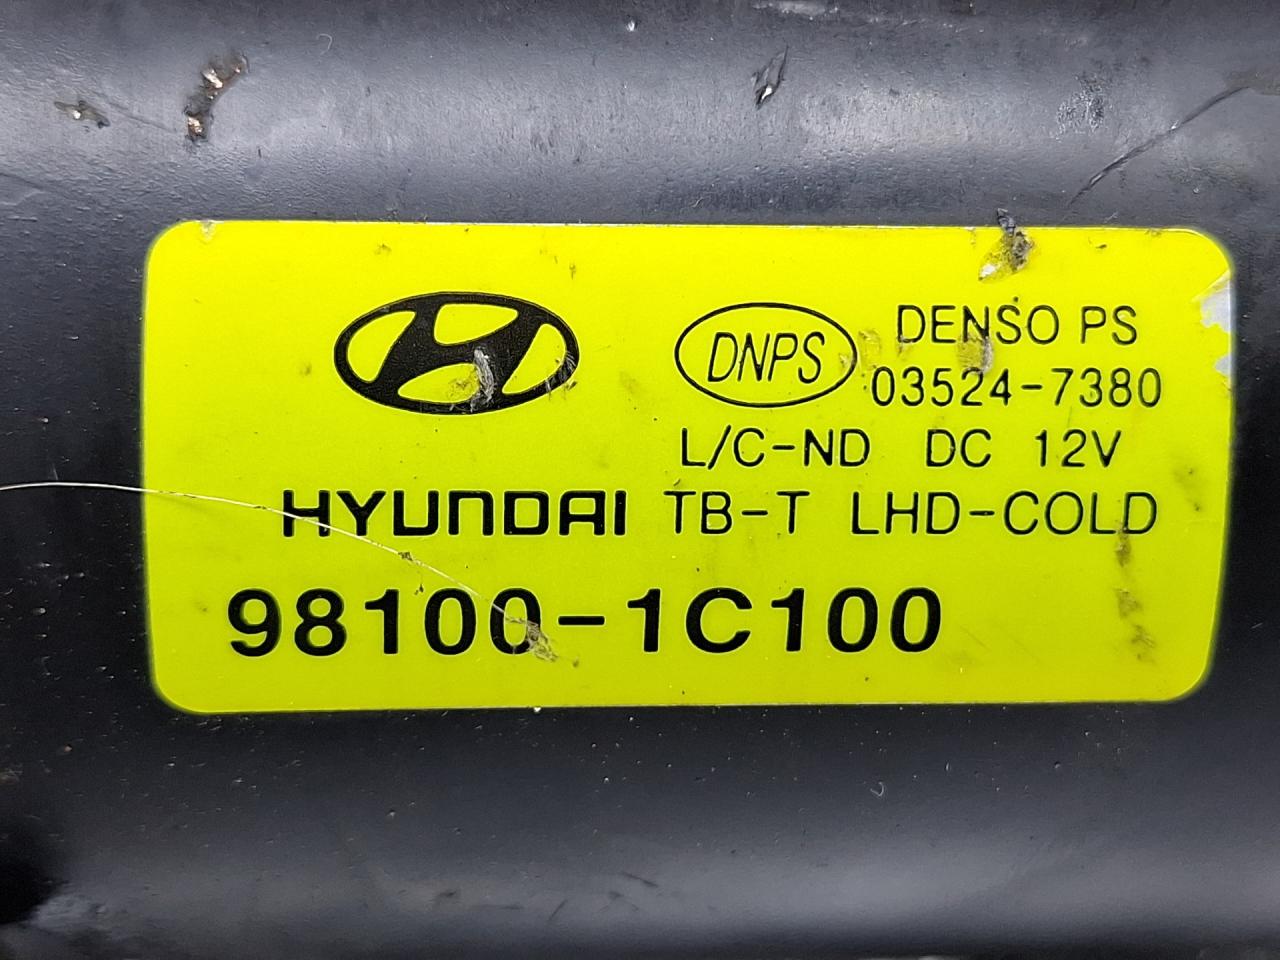 DNPS DENSO PS
03524-7380
L/C-ND DC 12V
HYUNDAI TB-T LHD-COLD
98100-1C100